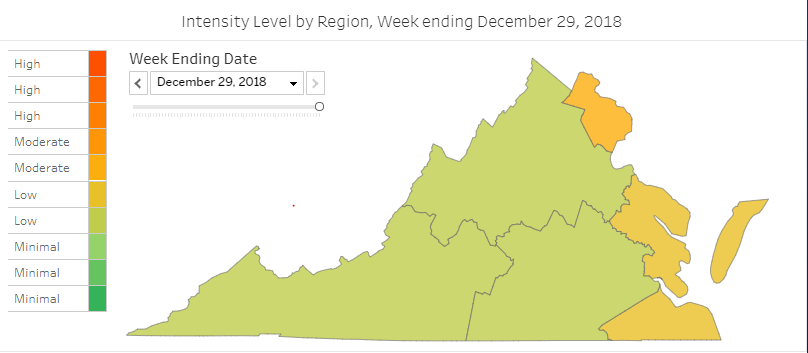 Intensity Level by Region, Week ending December 29, 2018
Week Ending Date
December 29, 2018
High
High
High
Moderate
Moderate
Low
Low
Minimal
Minimal
Minimal